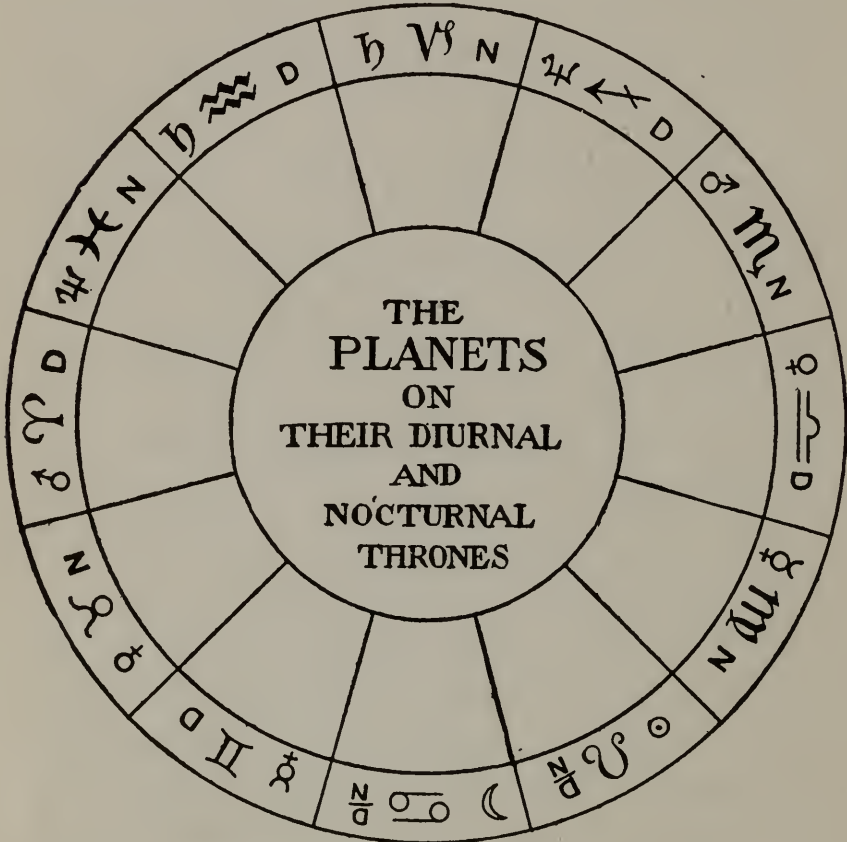 THE
PLANETS
ON
THEIR DIURNAL
AND
NOCTURNAL
THRONES
♄ ♑ N
♃ ♐ D
♂ ♏ N
♀ ♎ D
☿ ♍ N
☉ ♌ D/N
☽ ♋ D/N
☿ ♊ D
♀ ♉ N
♂ ♈ D
♃ ♓ N
♄ ♒ D